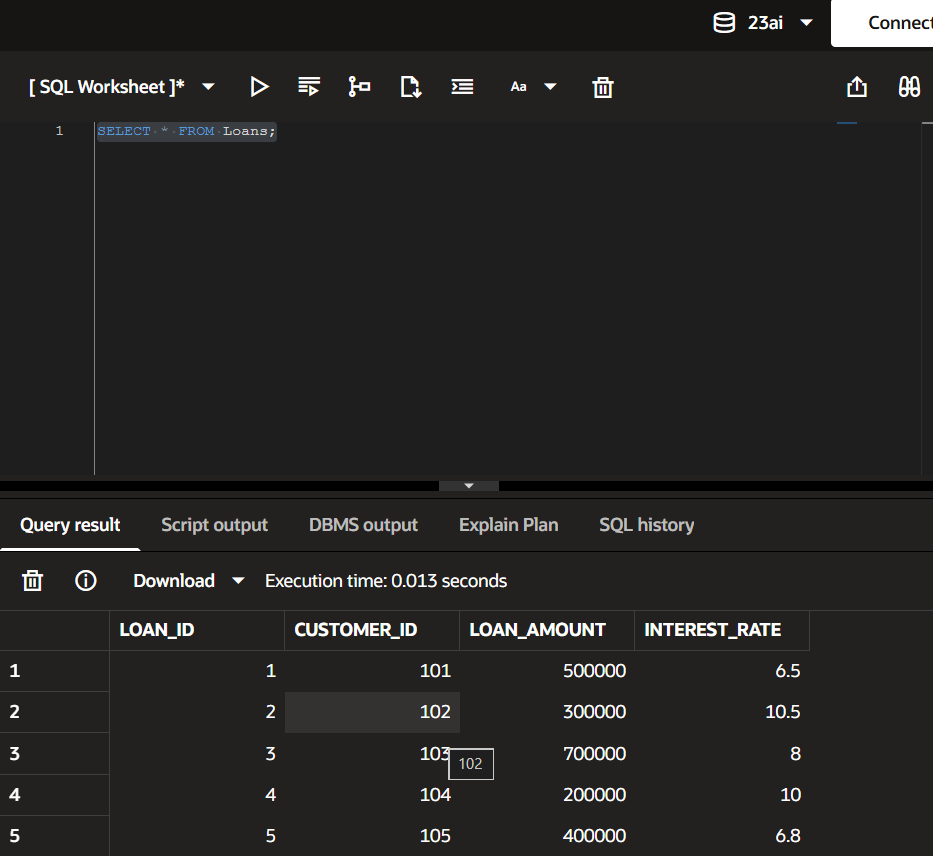 23ai Connect
[ SQL Worksheet ]* Aa
1 SELECT * FROM Loans;
Query result Script output DBMS output Explain Plan SQL history
Download Execution time: 0.013 seconds
LOAN_ID CUSTOMER_ID LOAN_AMOUNT INTEREST_RATE
1 1 101 500000 6.5
2 2 102 300000 10.5
3 3 103 700000 8
102
4 4 104 200000 10
5 5 105 400000 6.8